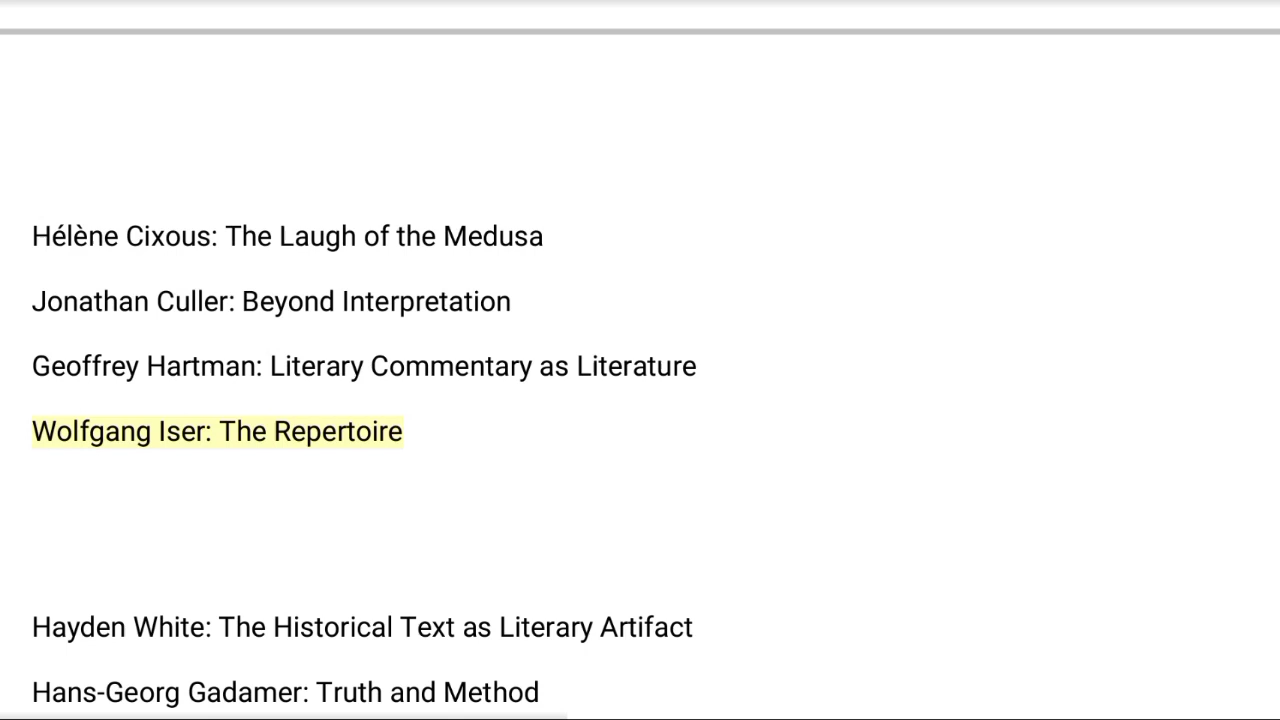 Hélène Cixous: The Laugh of the Medusa
Jonathan Culler: Beyond Interpretation
Geoffrey Hartman: Literary Commentary as Literature
Wolfgang Iser: The Repertoire
Hayden White: The Historical Text as Literary Artifact
Hans-Georg Gadamer: Truth and Method